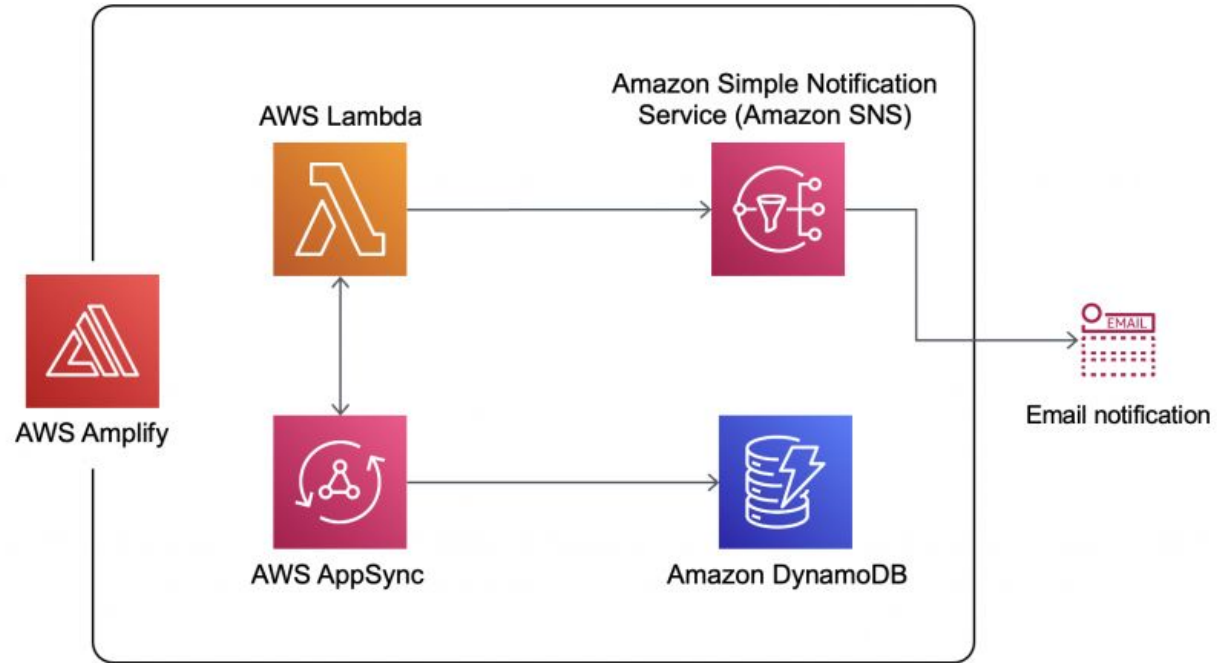 AWS Lambda
Amazon Simple Notification
Service (Amazon SNS)
EMAIL
AWS Amplify
Email notification
AWS AppSync
Amazon DynamoDB